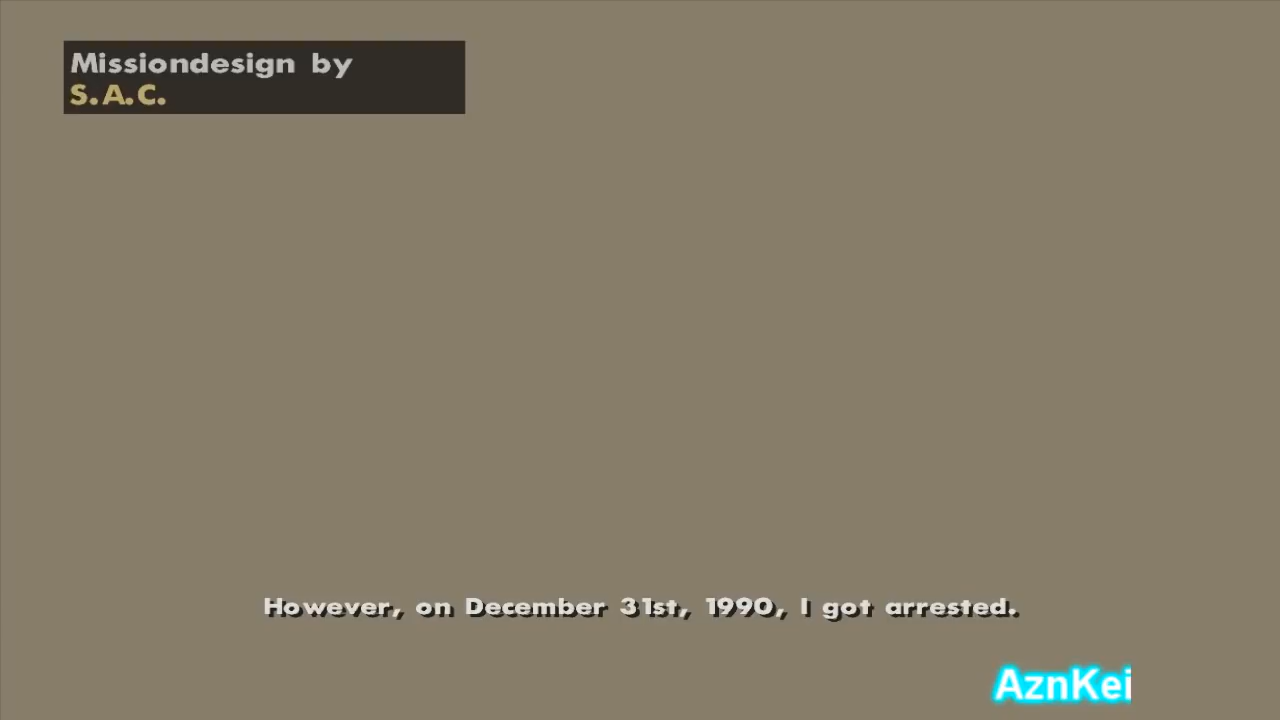 Missiondesign by
S.A.C.
However, on December 31st, 1990, I got arrested.
AznKei